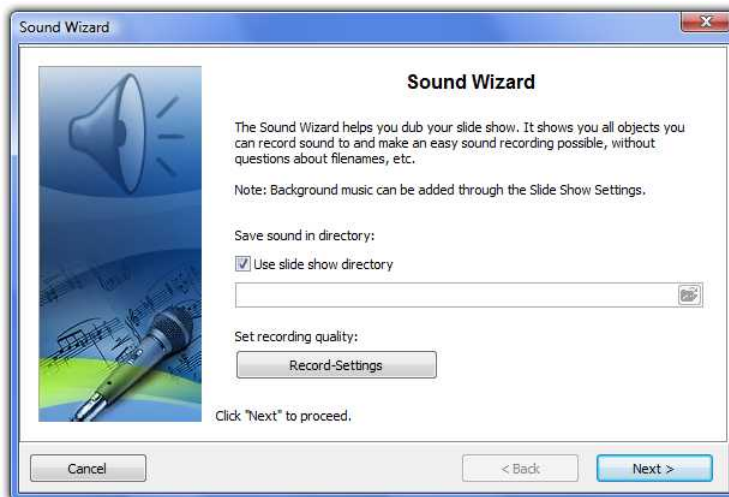 Sound Wizard
Sound Wizard
The Sound Wizard helps you dub your slide show. It shows you all objects you
can record sound to and make an easy sound recording possible, without
questions about filenames, etc.
Note: Background music can be added through the Slide Show Settings.
Save sound in directory:
Use slide show directory
Set recording quality:
Record-Settings
Click "Next" to proceed.
Cancel
< Back
Next >